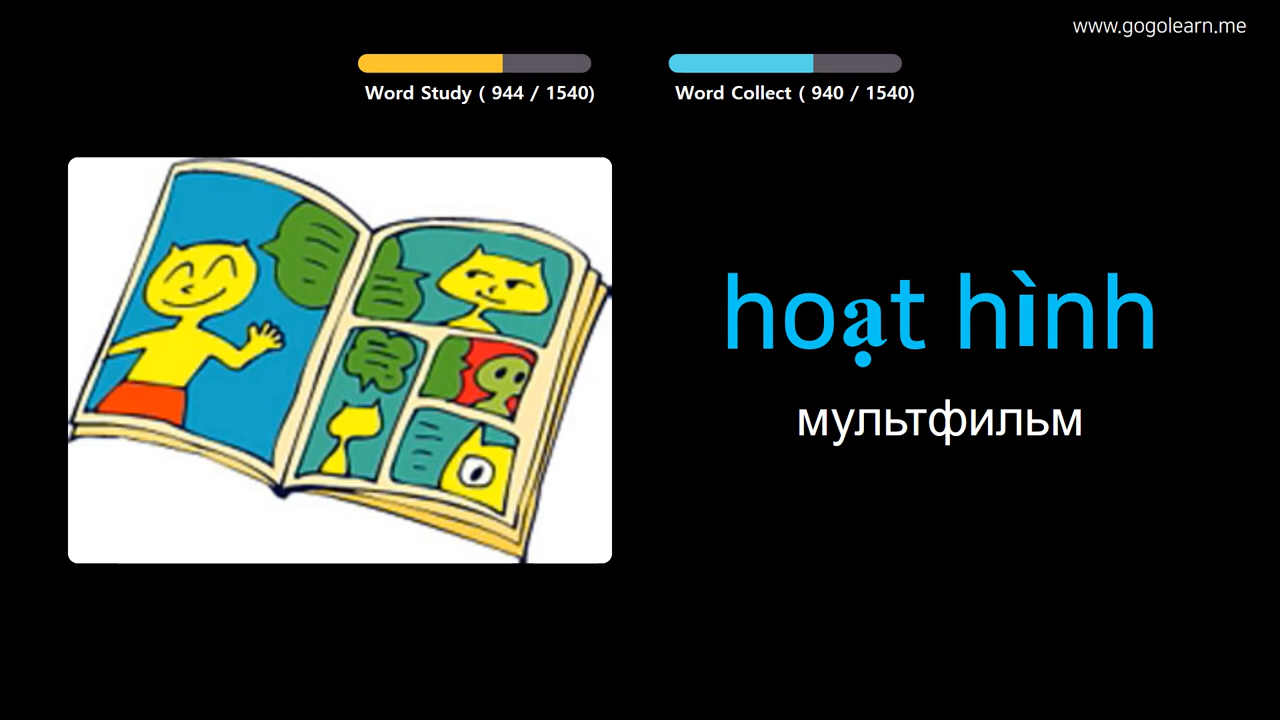 www.gogolearn.me
Word Study ( 944 / 1540)
Word Collect ( 940 / 1540)
hoạt hình
мультфильм